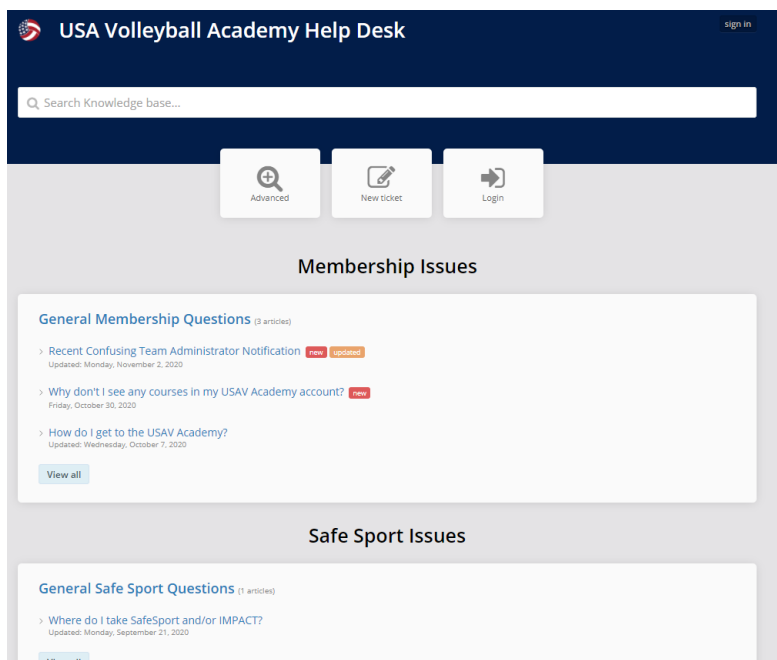 USA Volleyball Academy Help Desk
sign in
Search Knowledge base...
Advanced
New ticket
Login
Membership Issues
General Membership Questions (3 articles)
Recent Confusing Team Administrator Notification new updated
Updated: Monday, November 2, 2020
Why don't I see any courses in my USAV Academy account? new
Friday, October 30, 2020
How do I get to the USAV Academy?
Updated: Wednesday, October 7, 2020
View all
Safe Sport Issues
General Safe Sport Questions (1 articles)
Where do I take SafeSport and/or IMPACT?
Updated: Monday, September 21, 2020